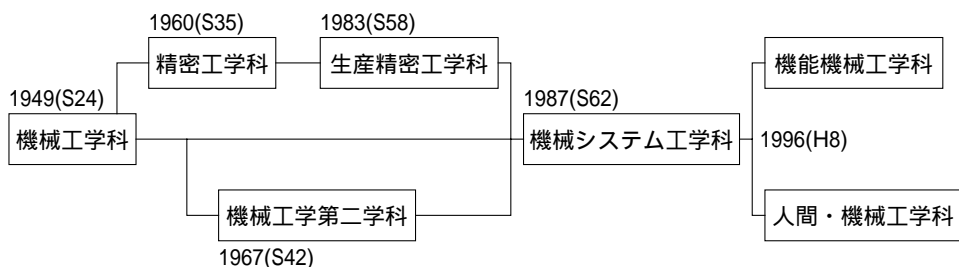 1960(S35)
精密工学科
1983(S58)
生産精密工学科
1949(S24)
機械工学科
機械工学第二学科
1967(S42)
1987(S62)
機械システム工学科
機能機械工学科
1996(H8)
人間・機械工学科